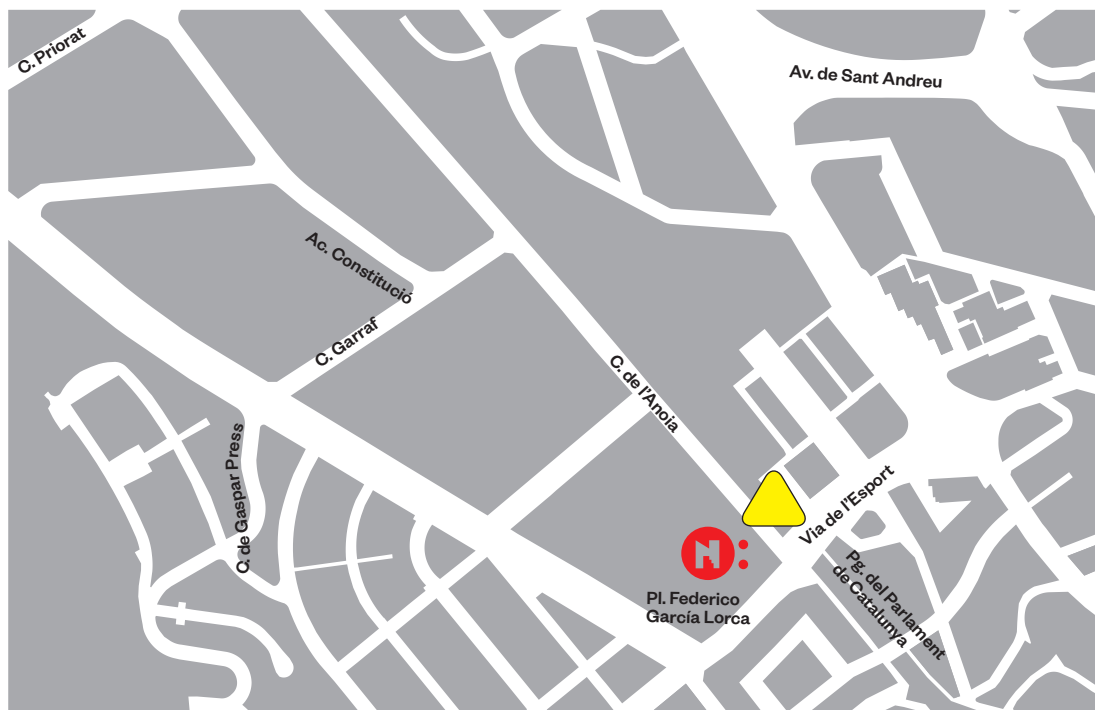 C. Priorat
Av. de Sant Andreu
Ac. Constitució
C. Garraf
C. de l'Anoia
C. de Gaspar Press
Via de l'Esport
N:
Pl. Federico
García Lorca
Pg. del Parlament
de Catalunya